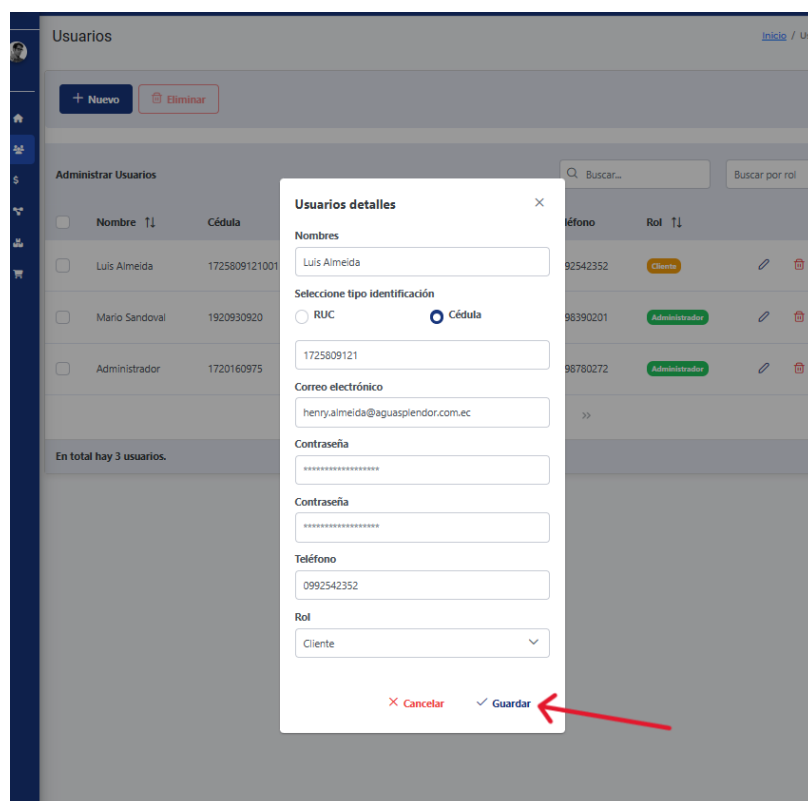 Usuarios
Inicio / Us
+ Nuevo
Eliminar
Administrar Usuarios
Buscar...
Buscar por rol
Nombre
Cédula
léfono
Rol
Luis Almeida
1725809121001
92542352
Cliente
Mario Sandoval
1920930920
98390201
Administrador
Administrador
1720160975
98780272
Administrador
>>
En total hay 3 usuarios.
Usuarios detalles
Nombres
Luis Almeida
Seleccione tipo identificación
RUC
Cédula
1725809121
Correo electrónico
henry.almeida@aguasplendor.com.ec
Contraseña
******************
Contraseña
******************
Teléfono
0992542352
Rol
Cliente
Cancelar
Guardar